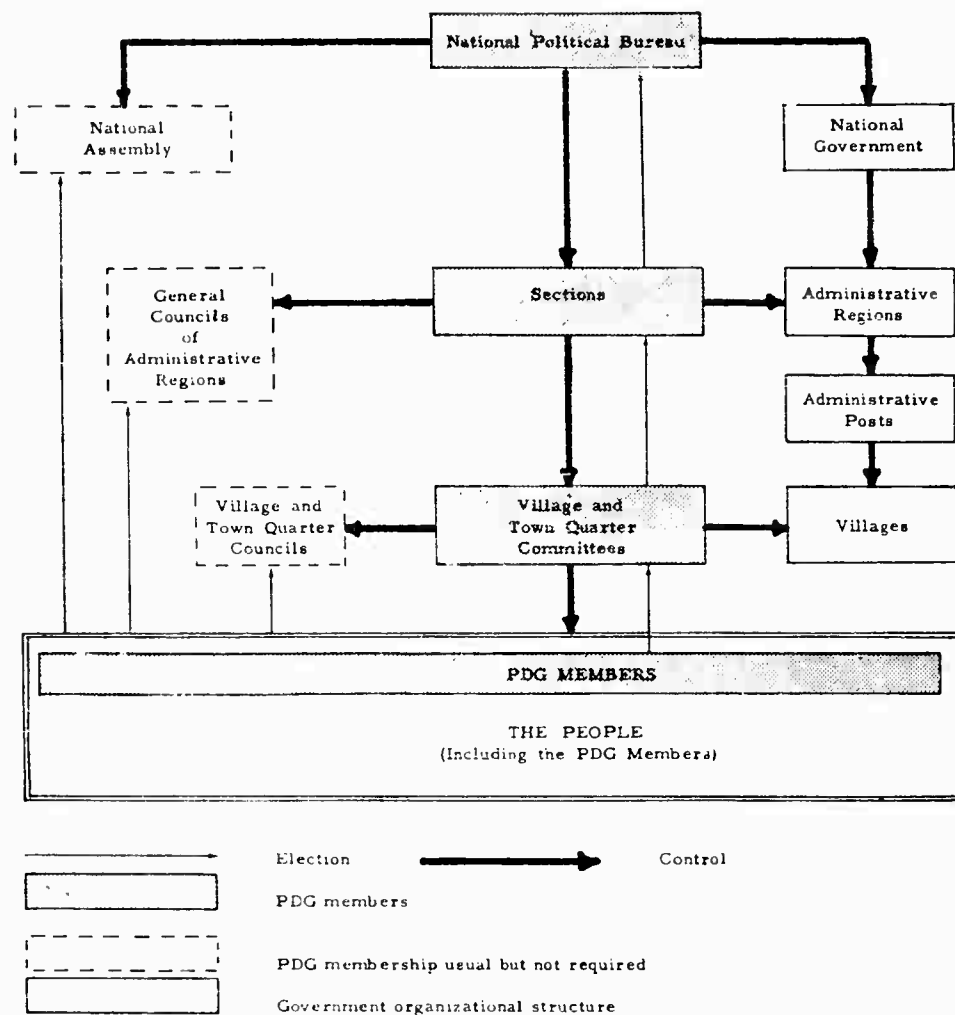 National Political Bureau
National
Assembly
National
Government
General
Councils
of
Administrative
Regions
Sections
Administrative
Regions
Administrative
Posts
Village and
Town Quarter
Councils
Village and
Town Quarter
Committees
Villages
PDG MEMBERS
THE PEOPLE
(Including the PDG Members)
Election
Control
PDG members
PDG membership usual but not required
Government organizational structure